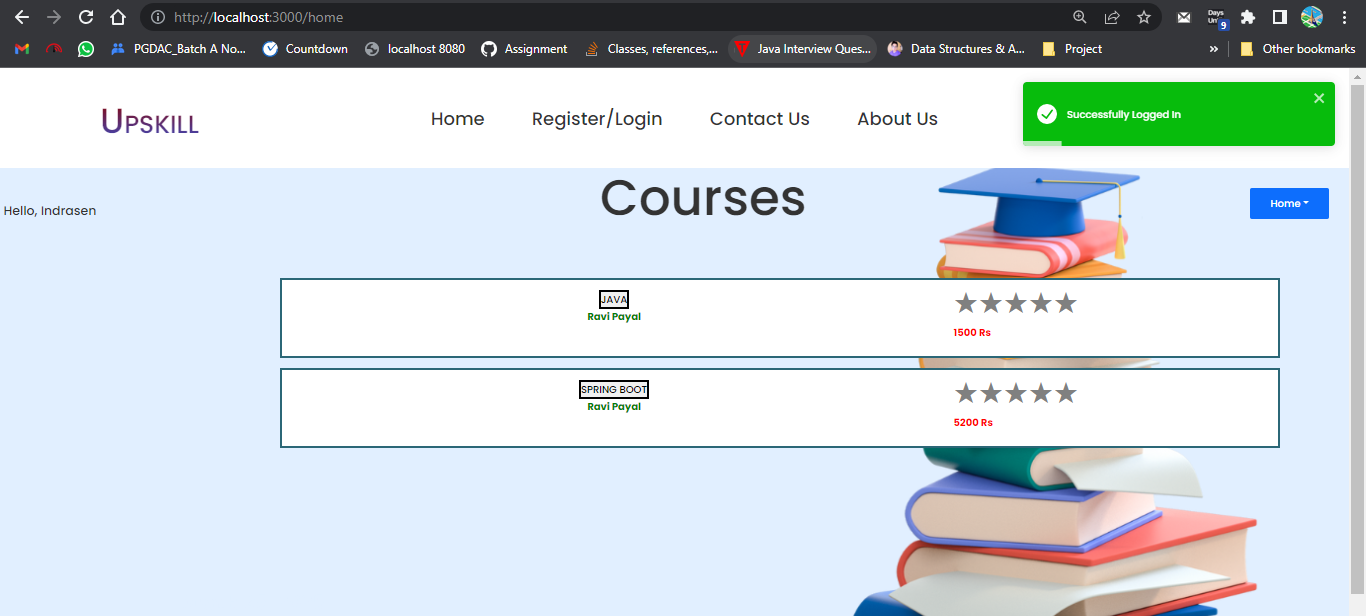 http://localhost:3000/home
Days
9
PGDAC_Batch A No...
Countdown
localhost 8080
Assignment
Classes, references,...
Java Interview Ques...
Data Structures & A...
Project
»
Other bookmarks
UPSKILL
Home
Register/Login
Contact Us
About Us
Successfully Logged In
Courses
Hello, Indrasen
Home
JAVA
Ravi Payal
1500 Rs
SPRING BOOT
Ravi Payal
5200 Rs